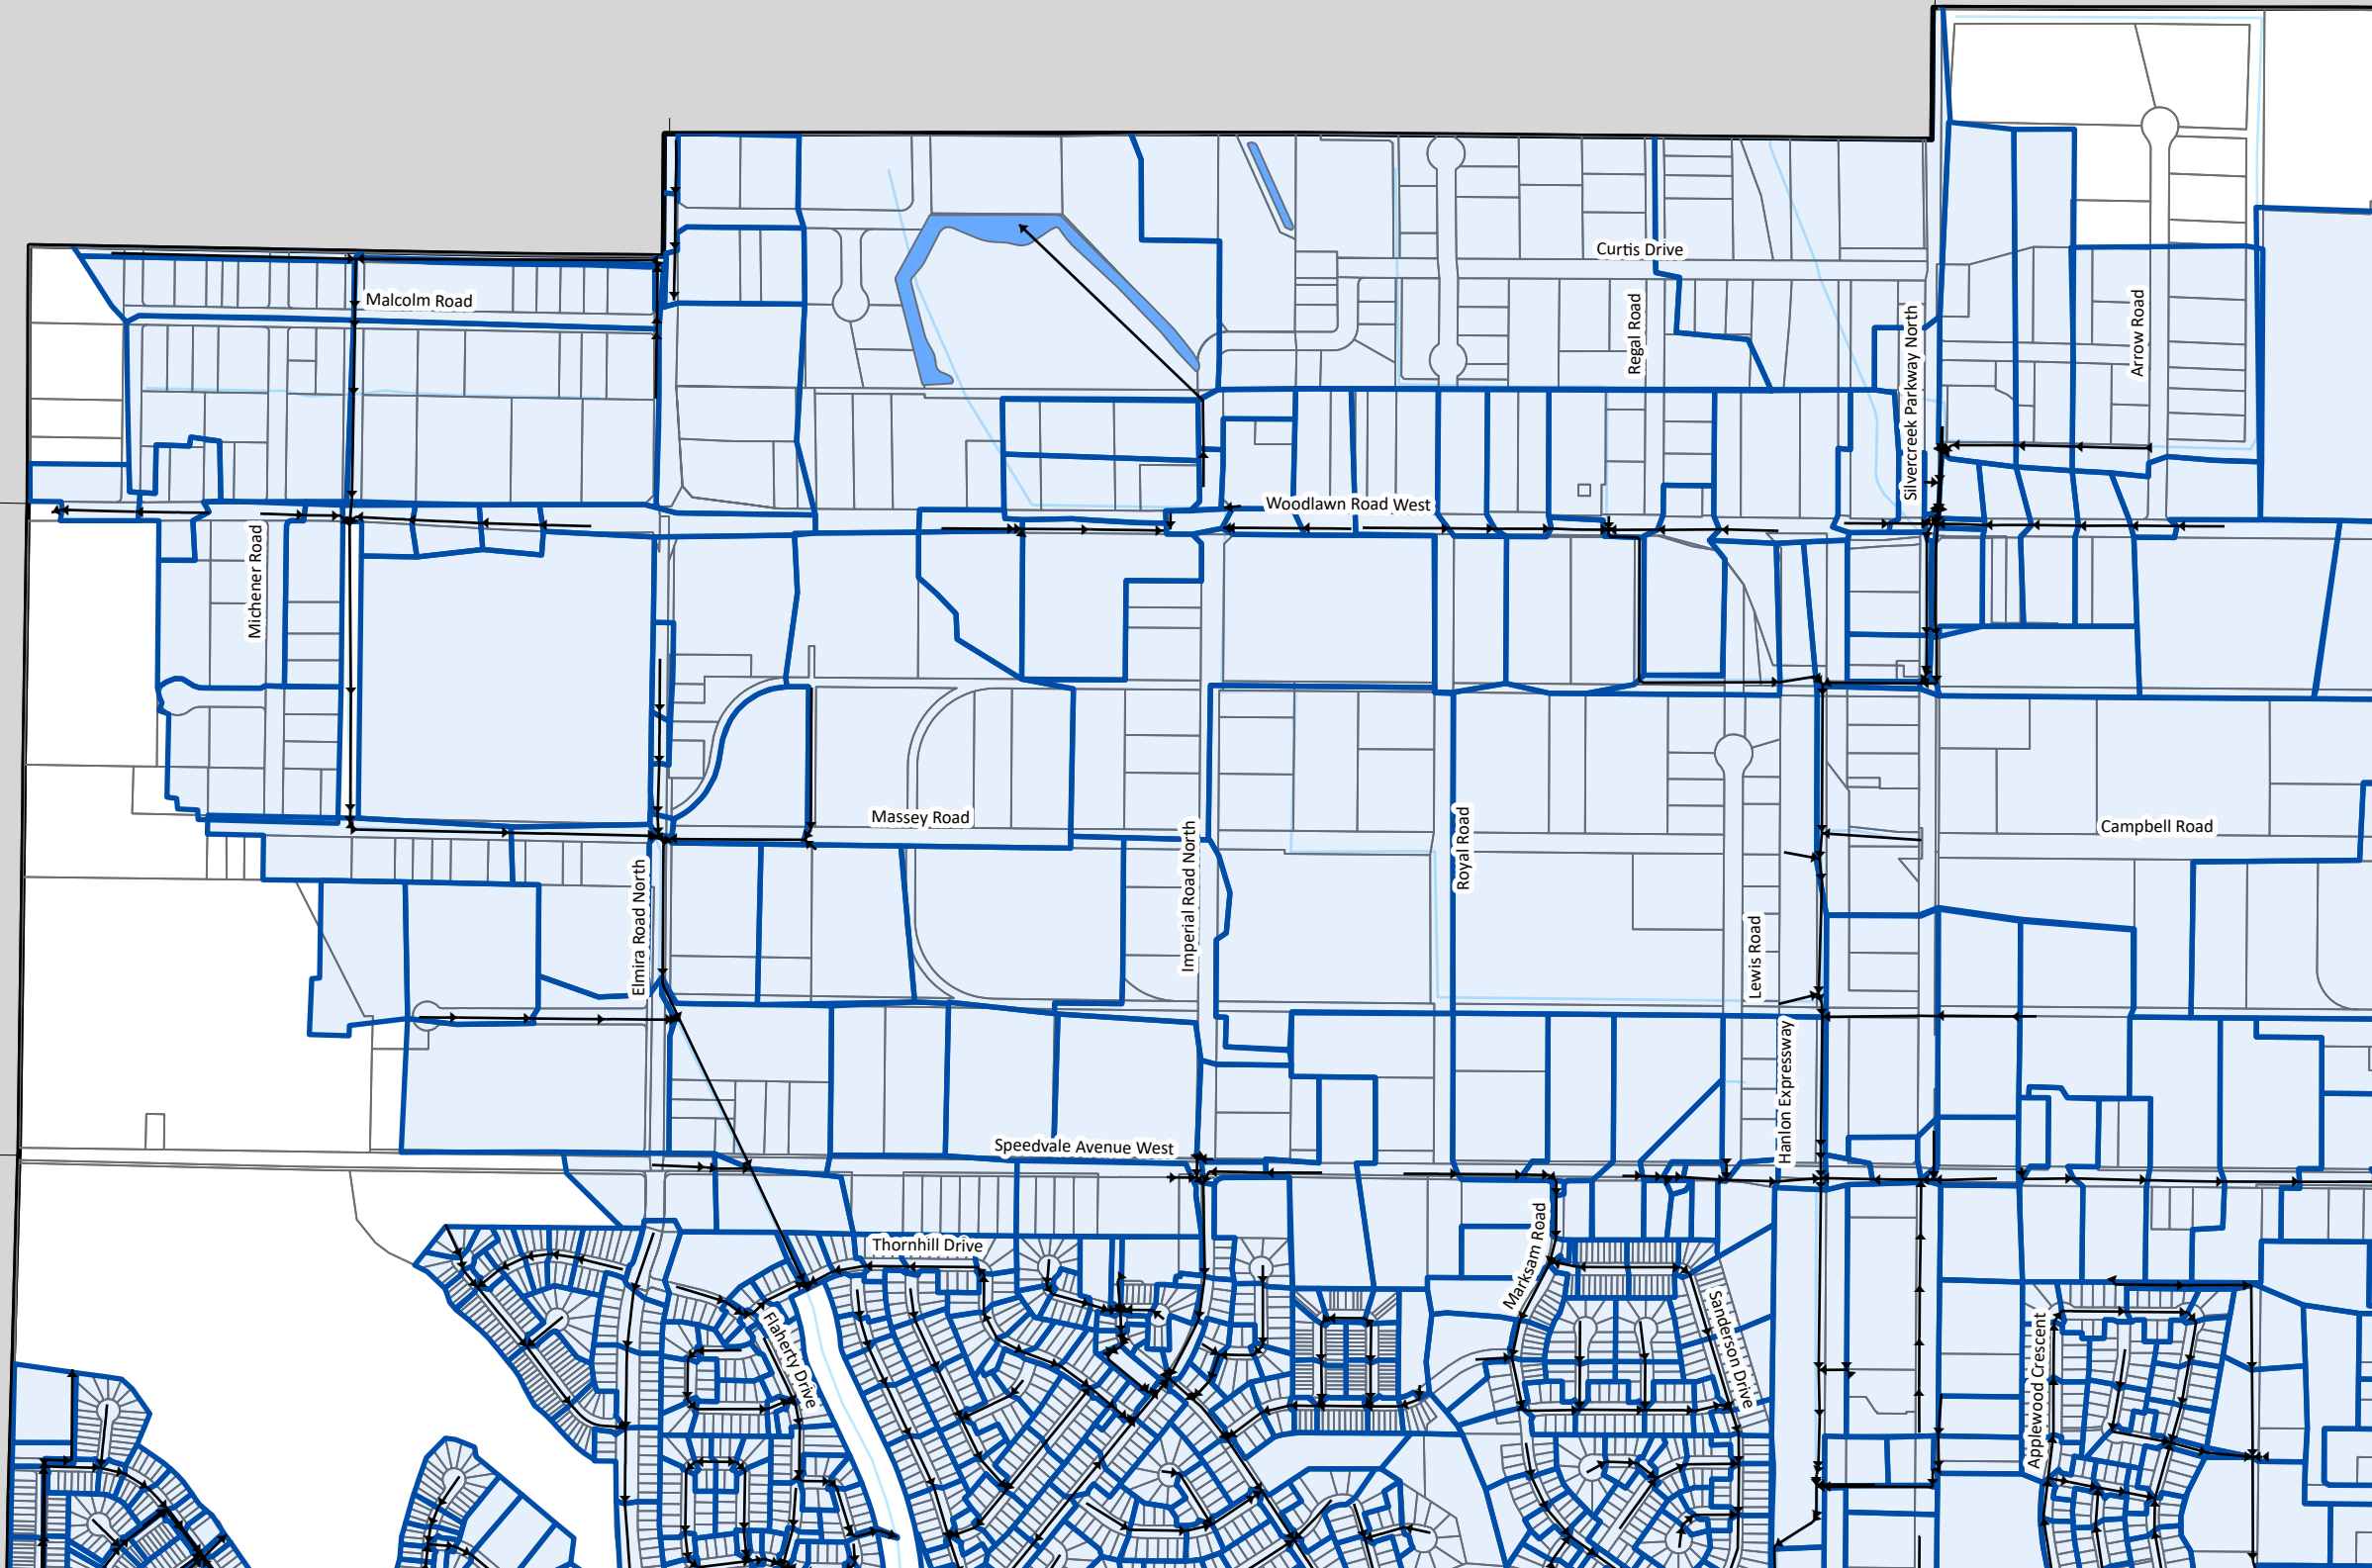 Curtis Drive
Malcolm Road
Regal Road
Arrow Road
Silvercreek Parkway North
Woodlawn Road West
Michener Road
Massey Road
Campbell Road
Royal Road
Imperial Road North
Elmira Road North
Lewis Road
Hanlon Expressway
Speedvale Avenue West
Thornhill Drive
Marksam Road
Flaherty Drive
Sanderson Drive
Applewood Crescent